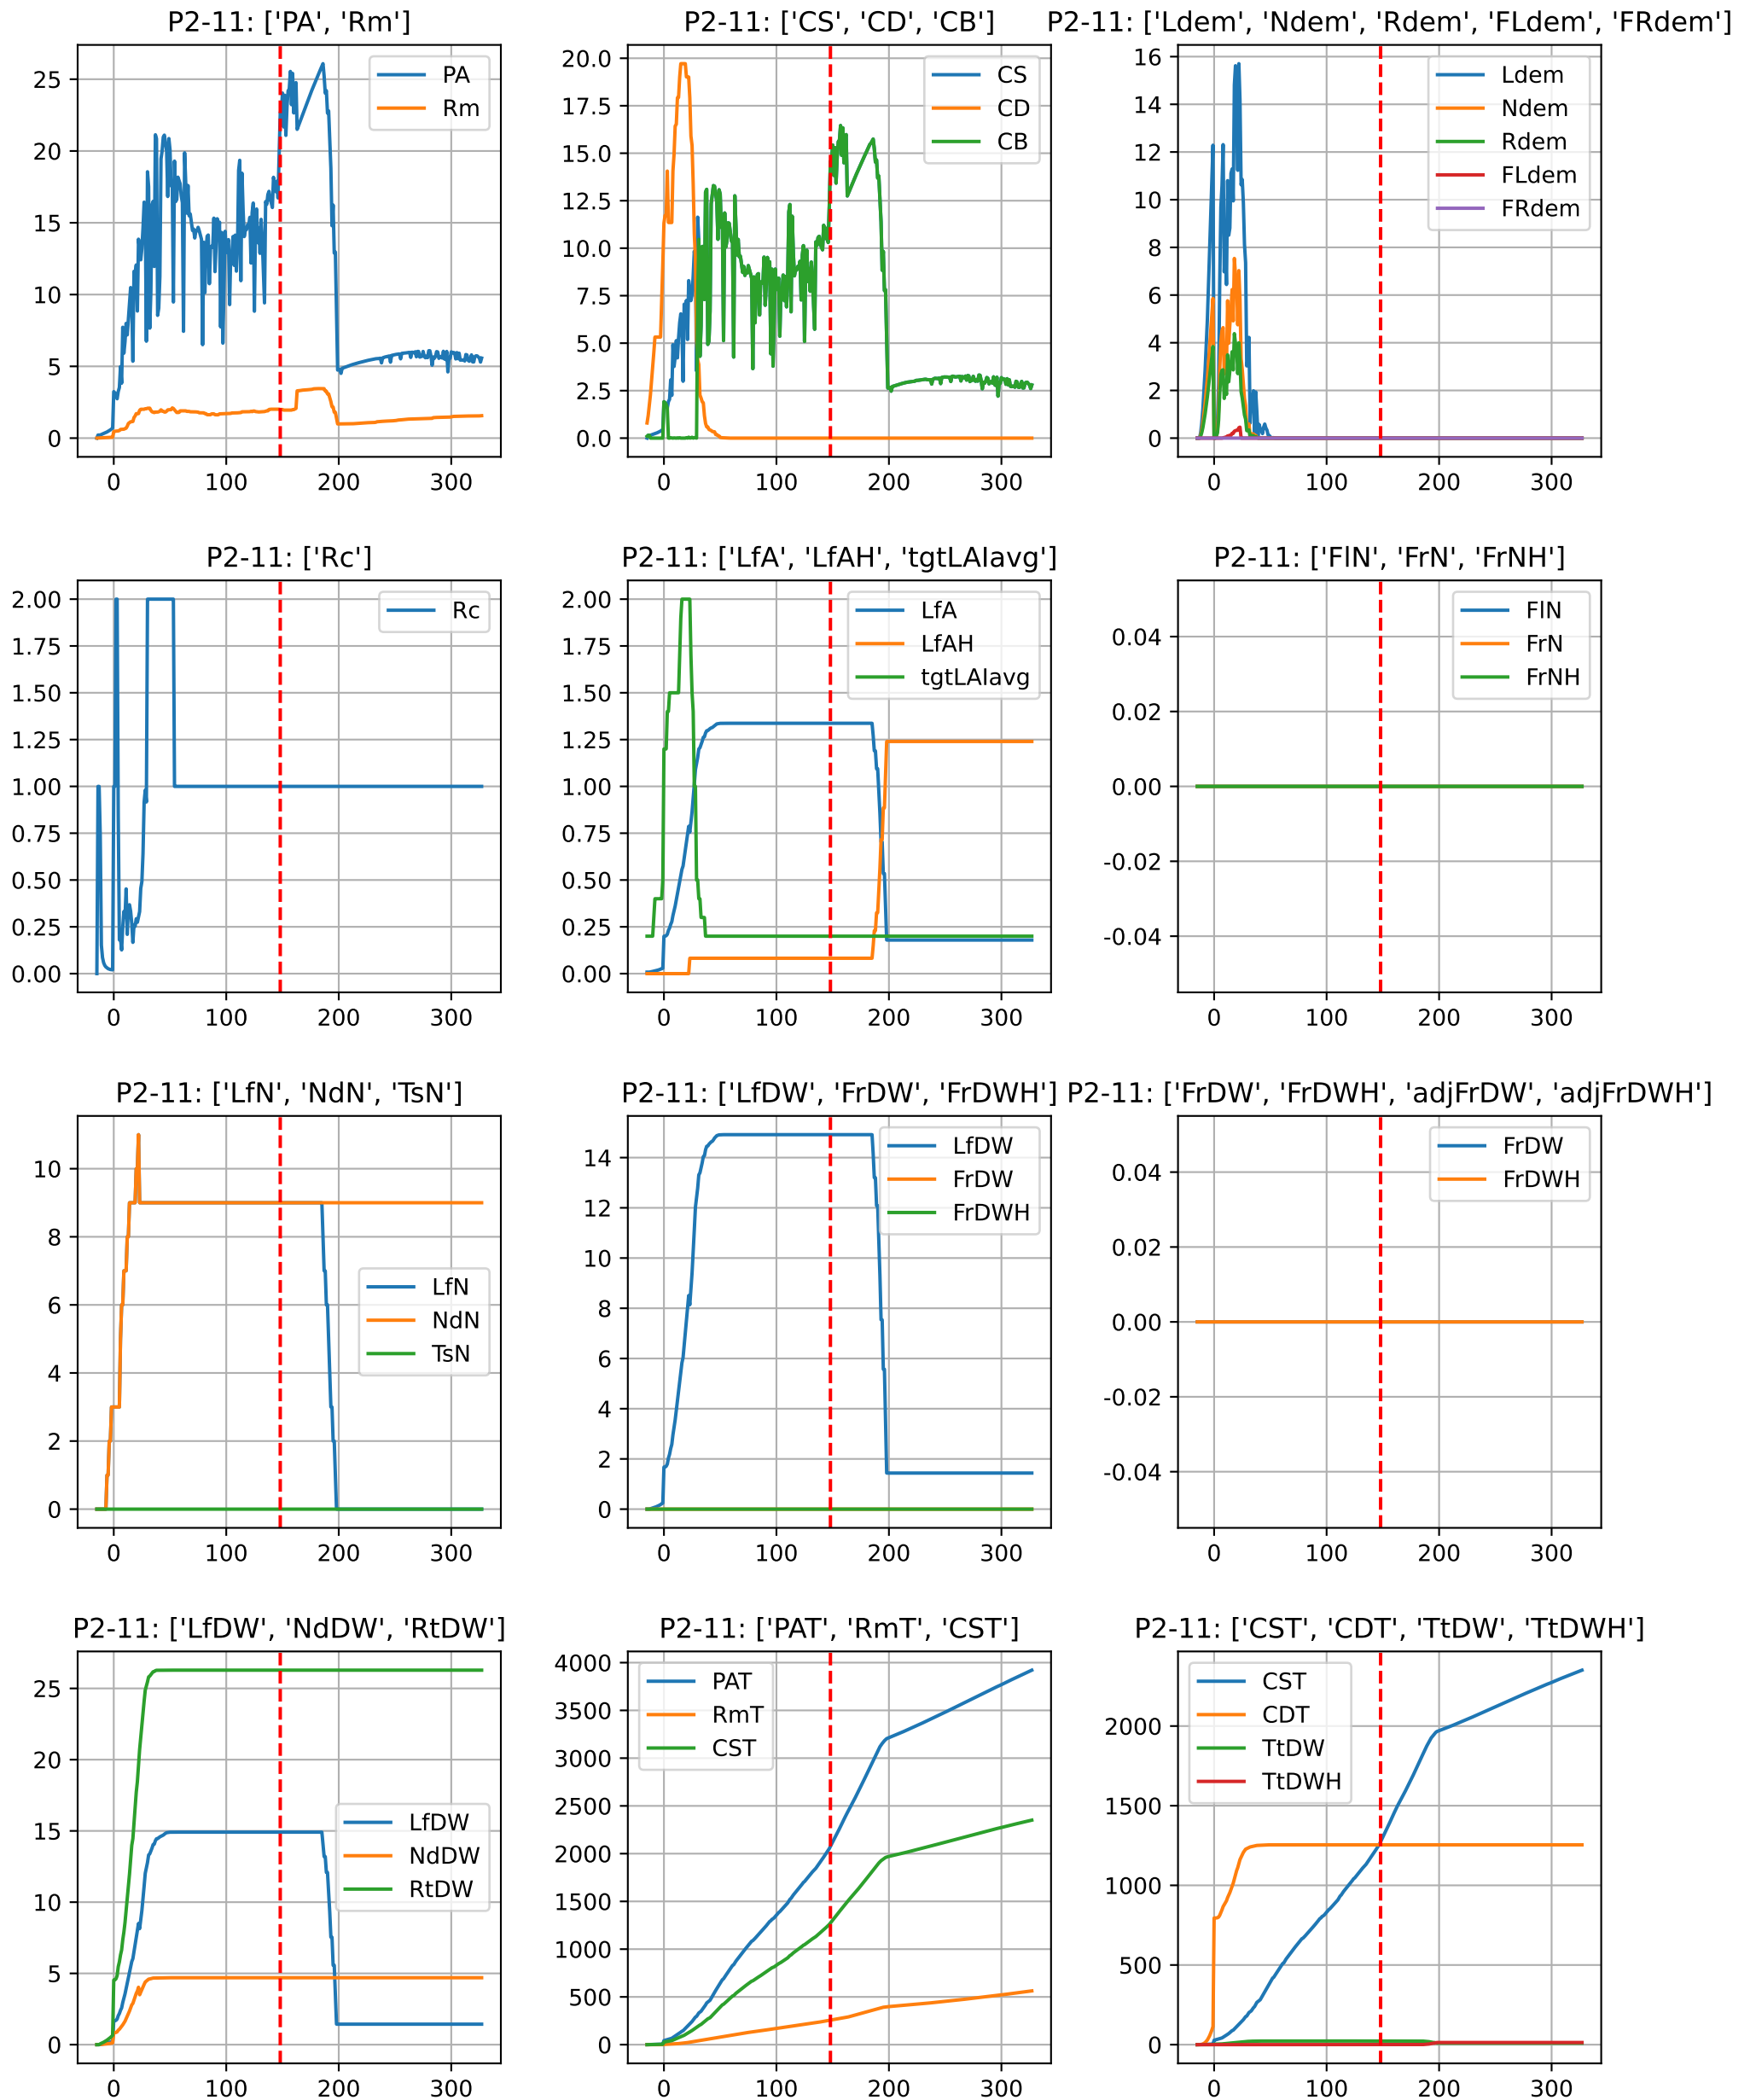 P2-11: ['PA', 'Rm']
25
20
15
10
5
0
0 100 200 300
PA
Rm
P2-11: ['CS', 'CD', 'CB']
20.0
17.5
15.0
12.5
10.0
7.5
5.0
2.5
0.0
0 100 200 300
CS
CD
CB
P2-11: ['Ldem', 'Ndem', 'Rdem', 'FLdem', 'FRdem']
16
14
12
10
8
6
4
2
0
0 100 200 300
Ldem
Ndem
Rdem
FLdem
FRdem
P2-11: ['Rc']
2.00
1.75
1.50
1.25
1.00
0.75
0.50
0.25
0.00
0 100 200 300
Rc
P2-11: ['LfA', 'LfAH', 'tgtLAIavg']
2.00
1.75
1.50
1.25
1.00
0.75
0.50
0.25
0.00
0 100 200 300
LfA
LfAH
tgtLAIavg
P2-11: ['FlN', 'FrN', 'FrNH']
0.04
0.02
0.00
-0.02
-0.04
0 100 200 300
FlN
FrN
FrNH
P2-11: ['LfN', 'NdN', 'TsN']
10
8
6
4
2
0
0 100 200 300
LfN
NdN
TsN
P2-11: ['LfDW', 'FrDW', 'FrDWH']
14
12
10
8
6
4
2
0
0 100 200 300
LfDW
FrDW
FrDWH
P2-11: ['FrDW', 'FrDWH', 'adjFrDW', 'adjFrDWH']
0.04
0.02
0.00
-0.02
-0.04
0 100 200 300
FrDW
FrDWH
P2-11: ['LfDW', 'NdDW', 'RtDW']
25
20
15
10
5
0
0 100 200 300
LfDW
NdDW
RtDW
P2-11: ['PAT', 'RmT', 'CST']
4000
3500
3000
2500
2000
1500
1000
500
0
0 100 200 300
PAT
RmT
CST
P2-11: ['CST', 'CDT', 'TtDW', 'TtDWH']
2000
1500
1000
500
0
0 100 200 300
CST
CDT
TtDW
TtDWH